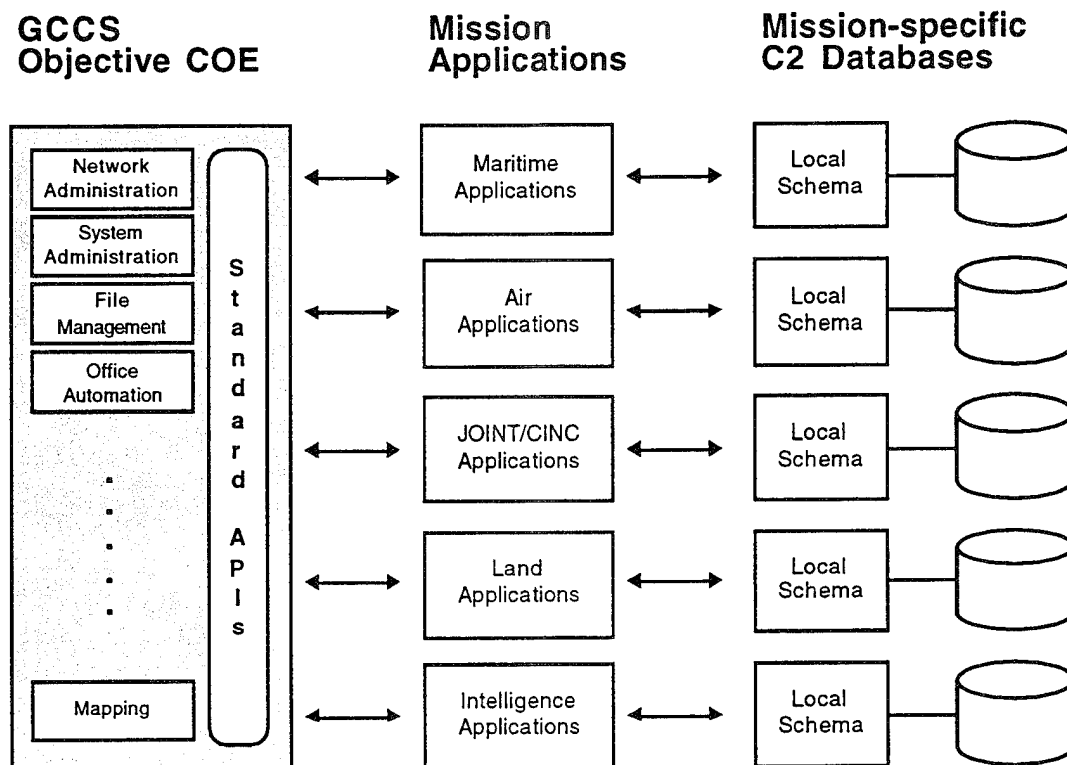 GCCS
Objective COE
Mission
Applications
Mission-specific
C2 Databases
Network
Administration
System
Administration
File
Management
Office
Automation
Mapping
Standard APIs
Maritime
Applications
Air
Applications
JOINT/CINC
Applications
Land
Applications
Intelligence
Applications
Local
Schema
Local
Schema
Local
Schema
Local
Schema
Local
Schema